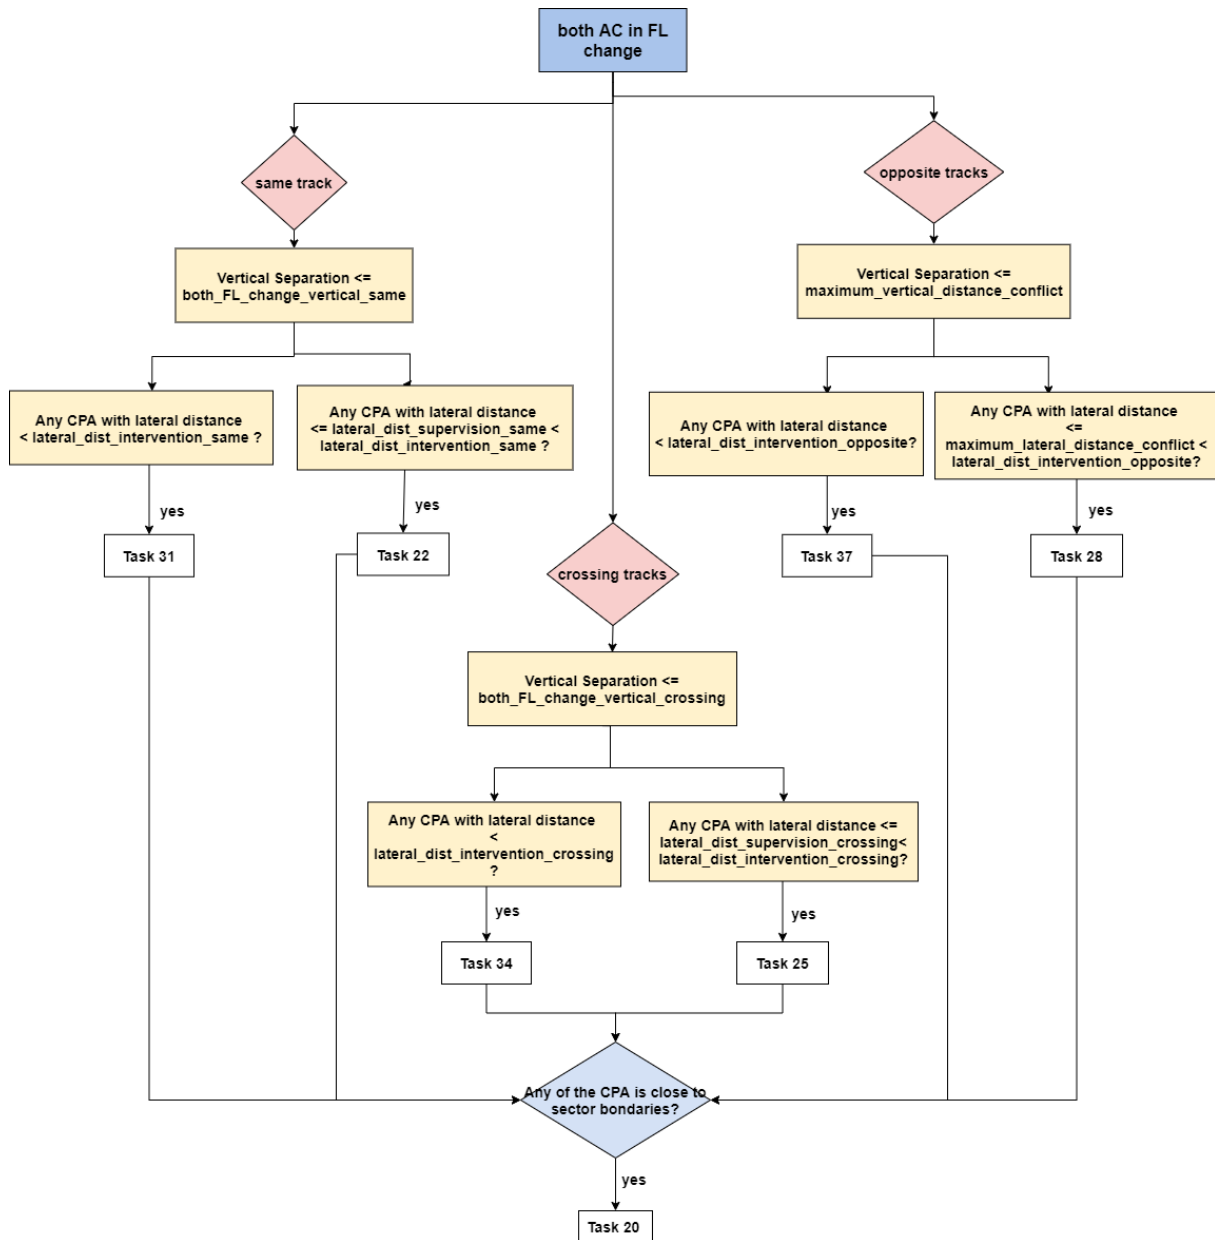 both AC in FL
change
same track
opposite tracks
Vertical Separation <=
both_FL_change_vertical_same
Vertical Separation <=
maximum_vertical_distance_conflict
Any CPA with lateral distance
< lateral_dist_intervention_same ?
Any CPA with lateral distance
<= lateral_dist_supervision_same <
lateral_dist_intervention_same ?
Any CPA with lateral distance
< lateral_dist_intervention_opposite?
Any CPA with lateral distance
<=
maximum_lateral_distance_conflict <
lateral_dist_intervention_opposite?
yes
yes
yes
yes
Task 31
Task 22
Task 37
Task 28
crossing tracks
Vertical Separation <=
both_FL_change_vertical_crossing
Any CPA with lateral distance
<
lateral_dist_intervention_crossing
?
Any CPA with lateral distance <=
lateral_dist_supervision_crossing<
lateral_dist_intervention_crossing?
yes
yes
Task 34
Task 25
Any of the CPA is close to
sector bondaries?
yes
Task 20